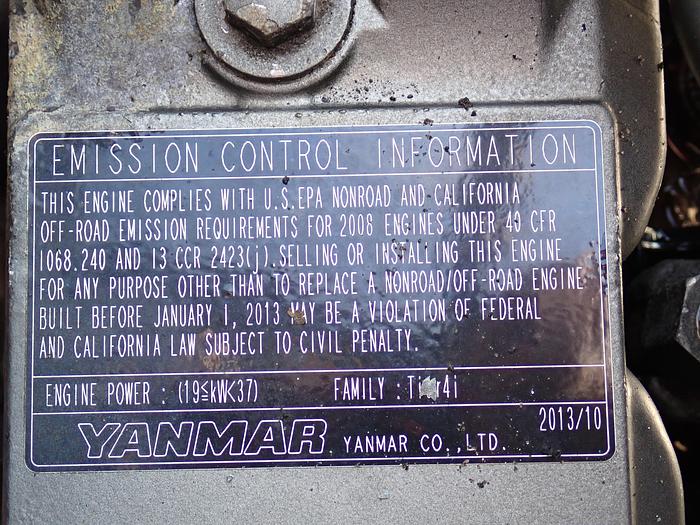 EMISSION CONTROL INFORMATION
THIS ENGINE COMPLIES WITH U.S.EPA NONROAD AND CALIFORNIA
OFF-ROAD EMISSION REQUIREMENTS FOR 2008 ENGINES UNDER 40 CFR
1068.240 AND 13 CCR 2423(j).SELLING OR INSTALLING THIS ENGINE
FOR ANY PURPOSE OTHER THAN TO REPLACE A NONROAD/OFF-ROAD ENGINE
BUILT BEFORE JANUARY 1, 2013 MAY BE A VIOLATION OF FEDERAL
AND CALIFORNIA LAW SUBJECT TO CIVIL PENALTY.
ENGINE POWER : (19≦kW<37) FAMILY : Tier4i
2013/10
YANMAR YANMAR CO.,LTD.